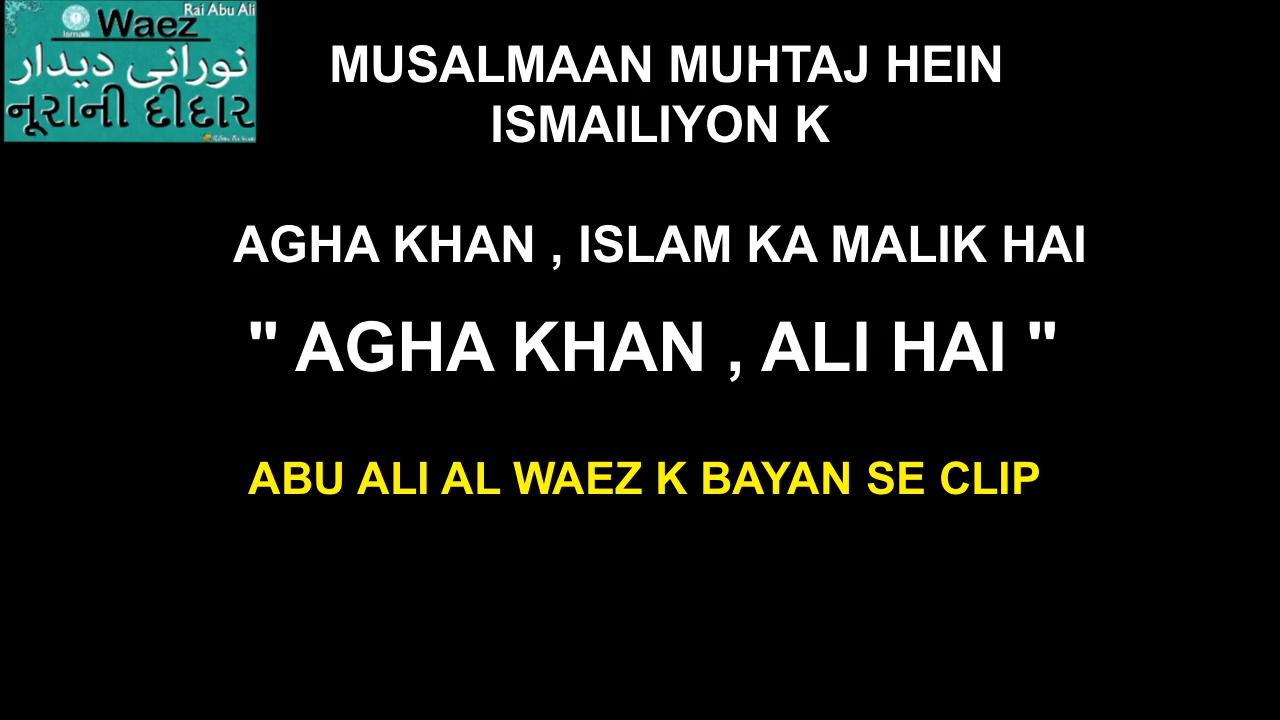 Rai Abu Ali
Ismaili Waez
نورانی دیدار
નૂરાની દીદાર
MUSALMAAN MUHTAJ HEIN
ISMAILIYON K
AGHA KHAN , ISLAM KA MALIK HAI
" AGHA KHAN , ALI HAI "
ABU ALI AL WAEZ K BAYAN SE CLIP